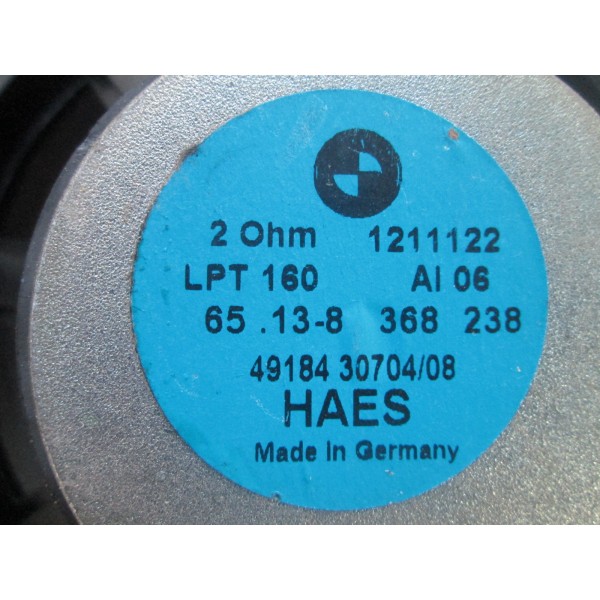 2 Ohm 1211122
LPT 160 AI 06
65 .13-8 368 238
49184 30704/08
HAES
Made In Germany